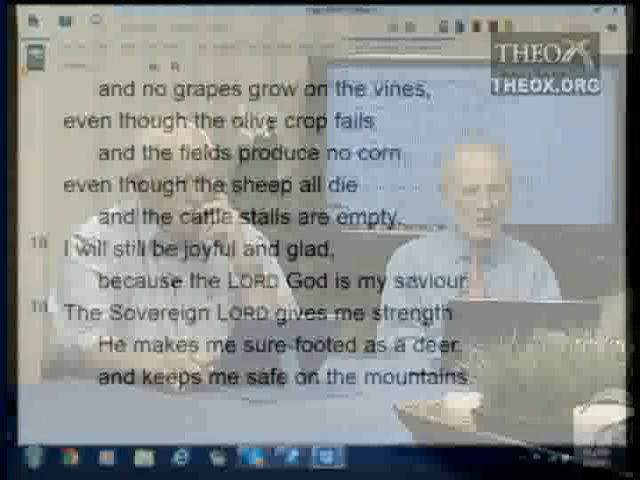 THEOX
THEOX.ORG
and no grapes grow on the vines,
even though the olive crop fails
and the fields produce no corn
even though the sheep all die
and the cattle stalls are empty,
18 I will still be joyful and glad,
because the LORD God is my saviour.
19 The Sovereign LORD gives me strength
He makes me sure-footed as a deer
and keeps me safe on the mountains.